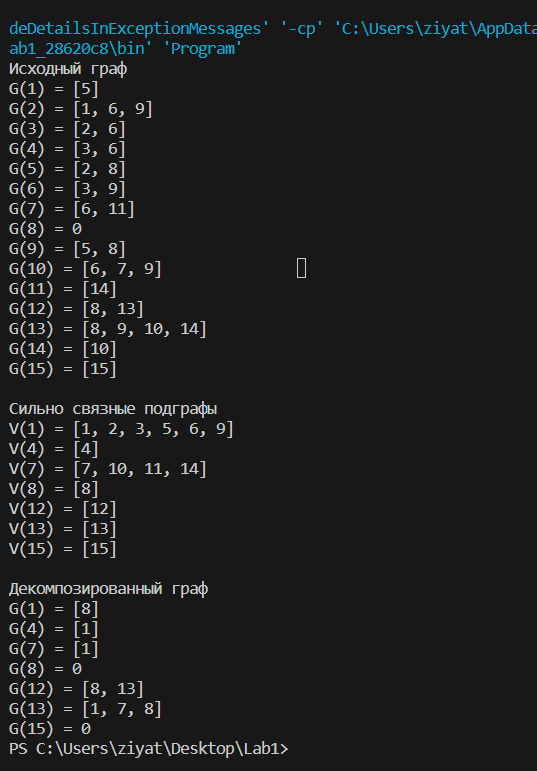 deDetailsInExceptionMessages' '-cp' 'C:\Users\ziyat\AppData
ab1_28620c8\bin' 'Program'
Исходный граф
G(1) = [5]
G(2) = [1, 6, 9]
G(3) = [2, 6]
G(4) = [3, 6]
G(5) = [2, 8]
G(6) = [3, 9]
G(7) = [6, 11]
G(8) = 0
G(9) = [5, 8]
G(10) = [6, 7, 9]
G(11) = [14]
G(12) = [8, 13]
G(13) = [8, 9, 10, 14]
G(14) = [10]
G(15) = [15]
Сильно связные подграфы
V(1) = [1, 2, 3, 5, 6, 9]
V(4) = [4]
V(7) = [7, 10, 11, 14]
V(8) = [8]
V(12) = [12]
V(13) = [13]
V(15) = [15]
Декомпозированный граф
G(1) = [8]
G(4) = [1]
G(7) = [1]
G(8) = 0
G(12) = [8, 13]
G(13) = [1, 7, 8]
G(15) = 0
PS C:\Users\ziyat\Desktop\Lab1>